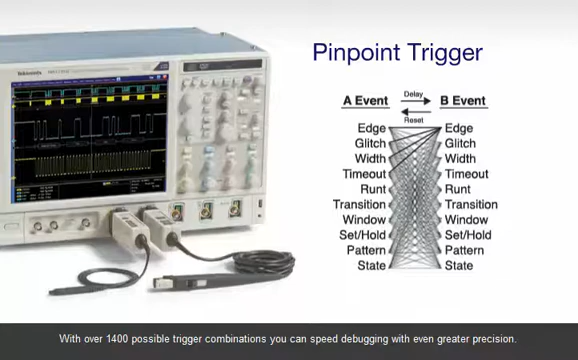 Pinpoint Trigger
Tektronix
A Event
Delay
B Event
Reset
Edge Edge
Glitch Glitch
Width Width
Timeout Timeout
Runt Runt
Transition Transition
Window Window
Set/Hold Set/Hold
Pattern Pattern
State State
With over 1400 possible trigger combinations you can speed debugging with even greater precision.